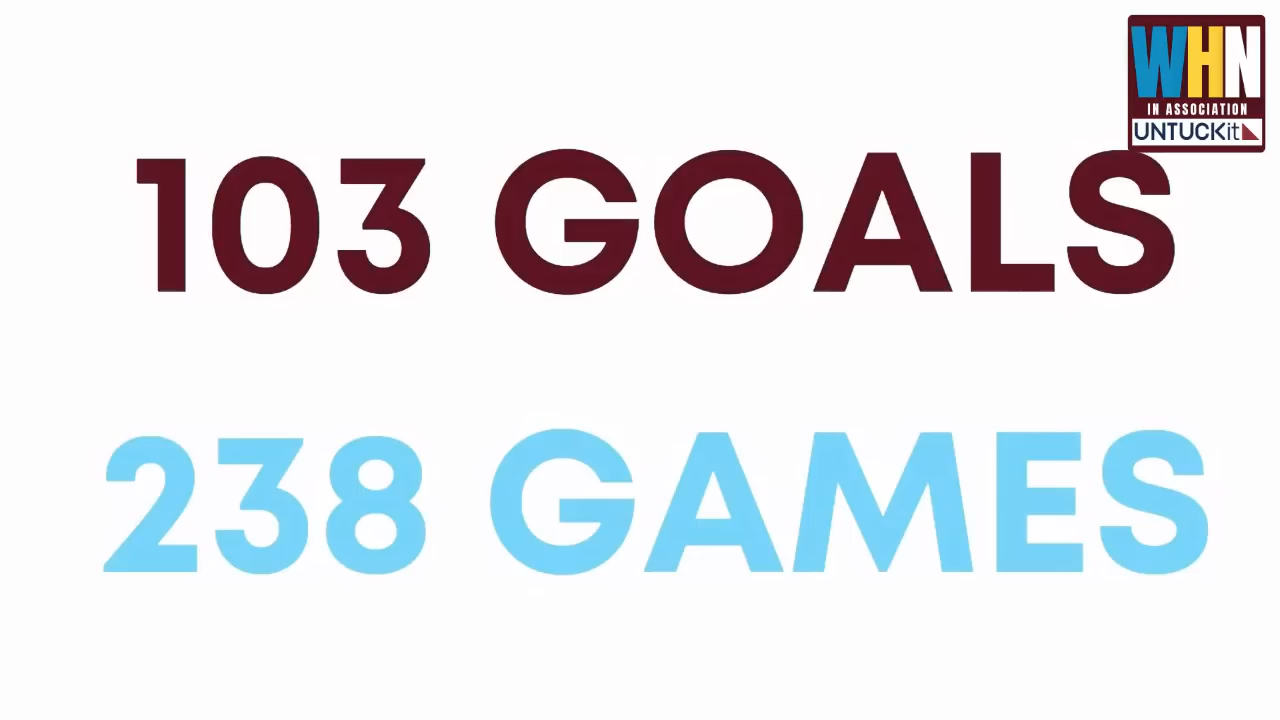 WHN
IN ASSOCIATION
UNTUCKit
103 GOALS
238 GAMES